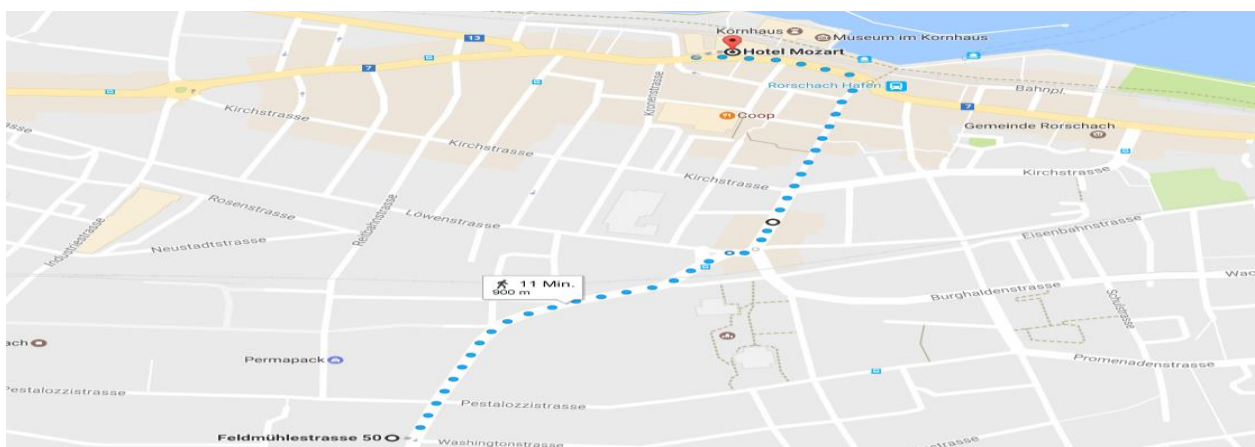 Kornhaus
Museum im Kornhaus
13
Hotel Mozart
7
Kronenstrasse
Rorschach Hafen
Bahnpl.
7
Kirchstrasse
Coop
Gemeinde Rorschach
Kirchstrasse
Kirchstrasse
Kirchstrasse
Rosenstrasse
Löwenstrasse
Industriestrasse
Neustadtstrasse
Reitbahnstrasse
Eisenbahnstrasse
11 Min.
900 m
Burghaldenstrasse
Schulstrasse
Permapack
Promenadenstrasse
Pestalozzistrasse
Pestalozzistrasse
Feldmühlestrasse 50
Washingtonstrasse